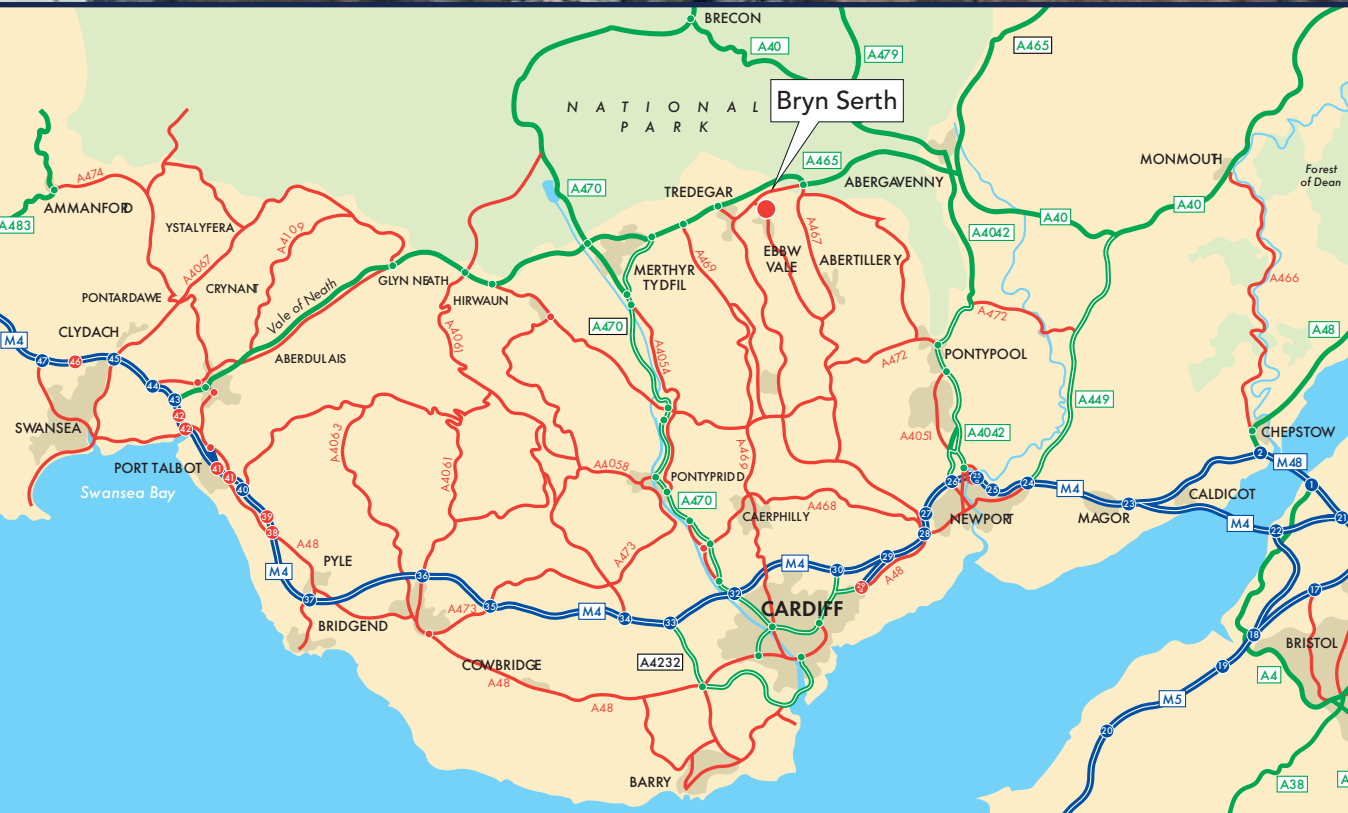 BRECON
A40
A479
A465
NATIONAL
PARK
Bryn Serth
A465
MONMOUTH
Forest
of Dean
A474
A470
TREDEGAR
ABERGAVENNY
AMMANFORD
A483
A40
A40
YSTALYFERA
A4109
A467
A4042
A4067
A469
EBBW
VALE
ABERTILLERY
MERTHYR
TYDFIL
A466
PONTARDAWE
CRYNANT
Vale of Neath
GLYN NEATH
HIRWAUN
A472
CLYDACH
M4
A4061
A470
A4054
A48
47
46
45
ABERDULAIS
A472
PONTYPOOL
44
43
42
42
A449
SWANSEA
A4063
A4061
A469
A4051
A4042
CHEPSTOW
2
M48
PORT TALBOT
41
41
40
A4058
PONTYPRIDD
26
25
24
M4
1
Swansea Bay
A470
CALDICOT
23
39
38
CAERPHILLY
A468
27
NEWPORT
MAGOR
M4
21
22
28
A48
PYLE
A473
M4
M4
30
29
A48
36
37
35
A473
M4
34
33
32
CARDIFF
17
BRIDGEND
18
BRISTOL
COWBRIDGE
A4232
19
A4
A48
A48
M5
20
BARRY
A38